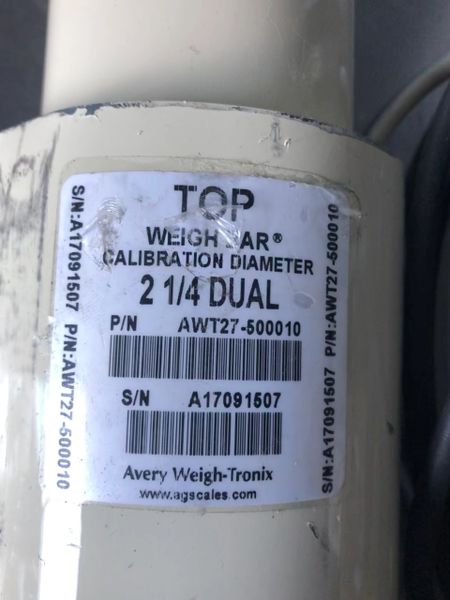 TOP
WEIGH BAR®
CALIBRATION DIAMETER
2 1/4 DUAL
P/N AWT27-500010
S/N A17091507
Avery Weigh-Tronix
www.agscales.com
S/N:A17091507 P/N:AWT27-500010
S/N:A17091507 P/N:AWT27-500010